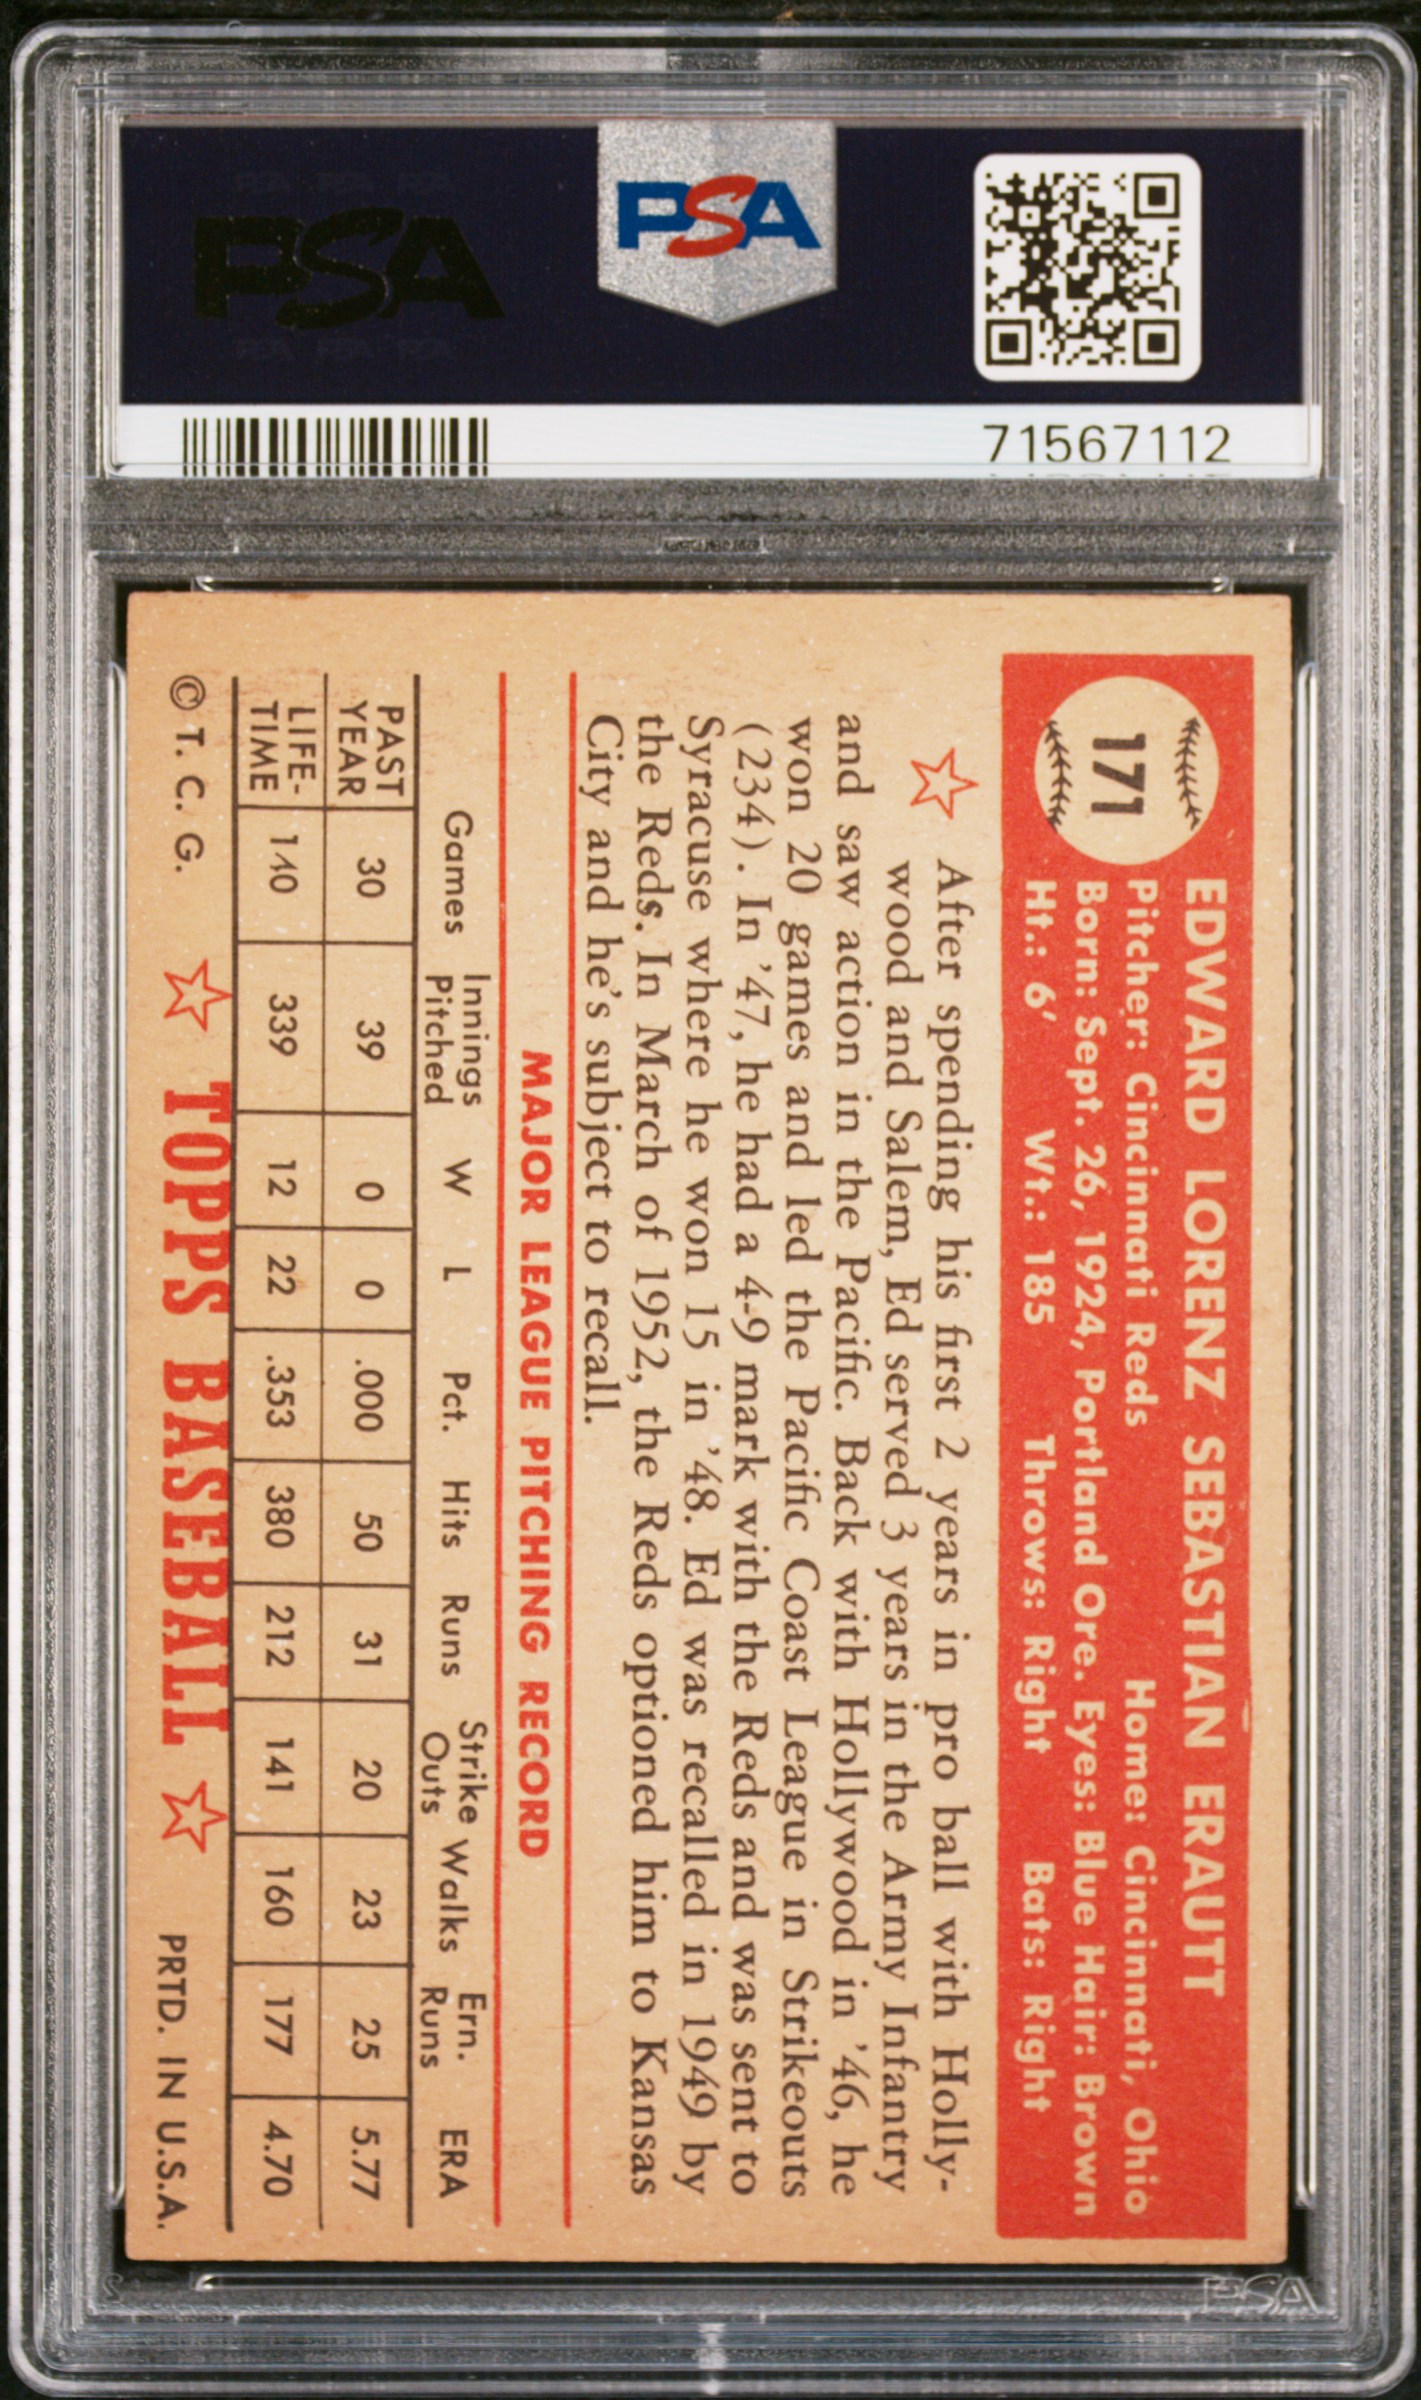 PSA
PSA
71567112
171
EDWARD LORENZ SEBASTIAN ERAUTT
Pitcher: Cincinnati Reds Home: Cincinnati, Ohio
Born: Sept. 26, 1924, Portland Ore. Eyes: Blue Hair: Brown
Ht.: 6' Wt.: 185 Throws: Right Bats: Right
After spending his first 2 years in pro ball with Holly-
wood and Salem, Ed served 3 years in the Army Infantry
and saw action in the Pacific. Back with Hollywood in '46, he
won 20 games and led the Pacific Coast League in Strikeouts
(234). In '47, he had a 4-9 mark with the Reds and was sent to
Syracuse where he won 15 in '48. Ed was recalled in 1949 by
the Reds. In March of 1952, the Reds optioned him to Kansas
City and he's subject to recall.
MAJOR LEAGUE PITCHING RECORD
Games Innings Pitched W L Pct. Hits Runs Strike Outs Walks Ern. Runs ERA
PAST YEAR 30 39 0 0 .000 50 31 20 23 25 5.77
LIFE-TIME 140 339 12 22 .353 380 212 141 160 177 4.70
© T. C. G. TOPPS BASEBALL PRTD. IN U.S.A.
PSA